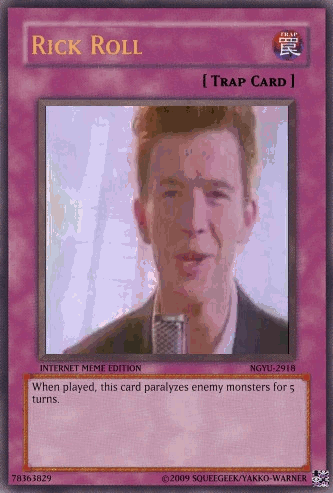 RICK ROLL
TRAP
罠
[ TRAP CARD ]
INTERNET MEME EDITION NGYU-2918
When played, this card paralyzes enemy monsters for 5
turns.
78363829 ©2009 SQUEEGEEK/YAKKO-WARNER